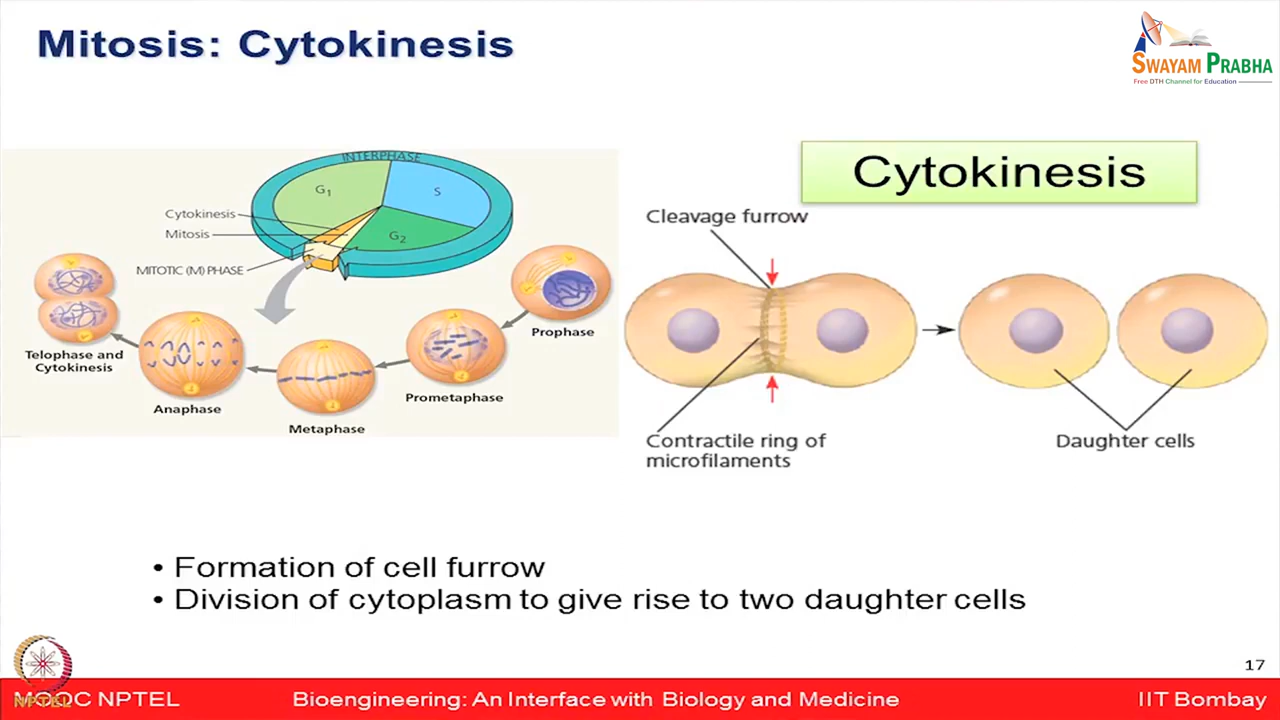 Mitosis: Cytokinesis
SWAYAM PRABHA
Free DTH Channel for Education
INTERPHASE
G1
S
G2
Cytokinesis
Mitosis
MITOTIC (M) PHASE
Prophase
Prometaphase
Metaphase
Anaphase
Telophase and
Cytokinesis
Cytokinesis
Cleavage furrow
Contractile ring of
microfilaments
Daughter cells
• Formation of cell furrow
• Division of cytoplasm to give rise to two daughter cells
17
MOOC NPTEL
NPTEL
Bioengineering: An Interface with Biology and Medicine
IIT Bombay